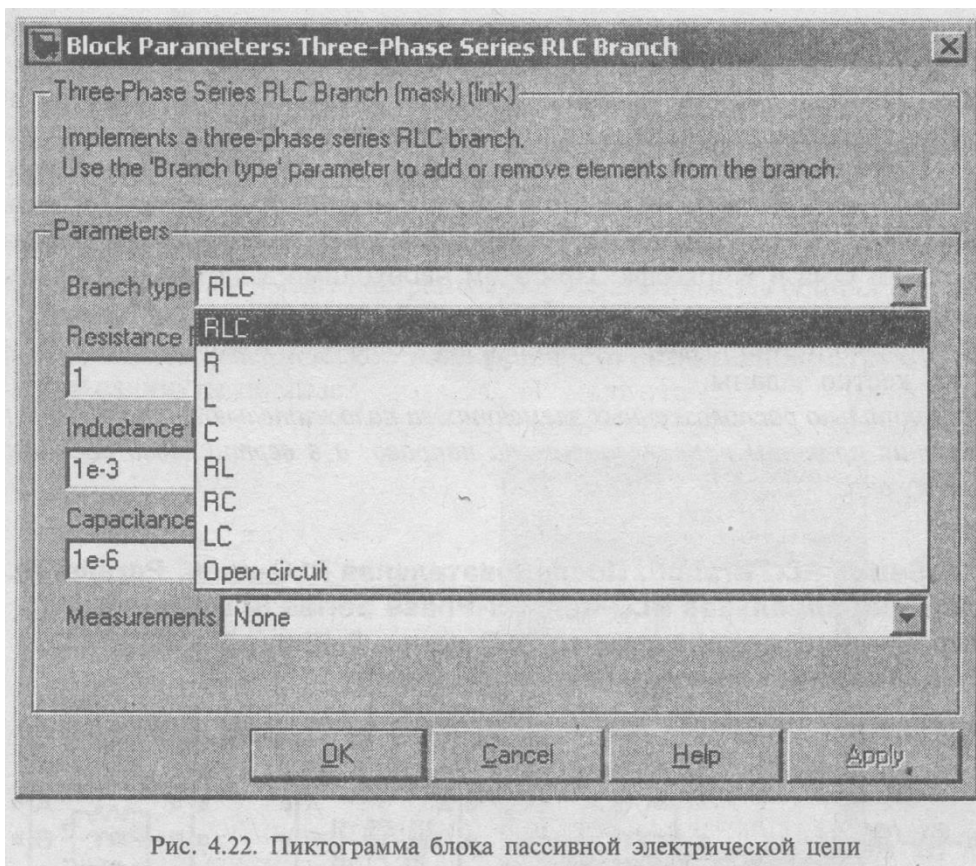 Block Parameters: Three-Phase Series RLC Branch
Three-Phase Series RLC Branch (mask) (link)
Implements a three-phase series RLC branch.
Use the 'Branch type' parameter to add or remove elements from the branch.
Parameters
Branch type RLC
RLC
Resistance
R
1
L
Inductance
C
1e-3
RL
RC
Capacitance
LC
1e-6
Open circuit
Measurements None
OK Cancel Help Apply
Рис. 4.22. Пиктограмма блока пассивной электрической цепи